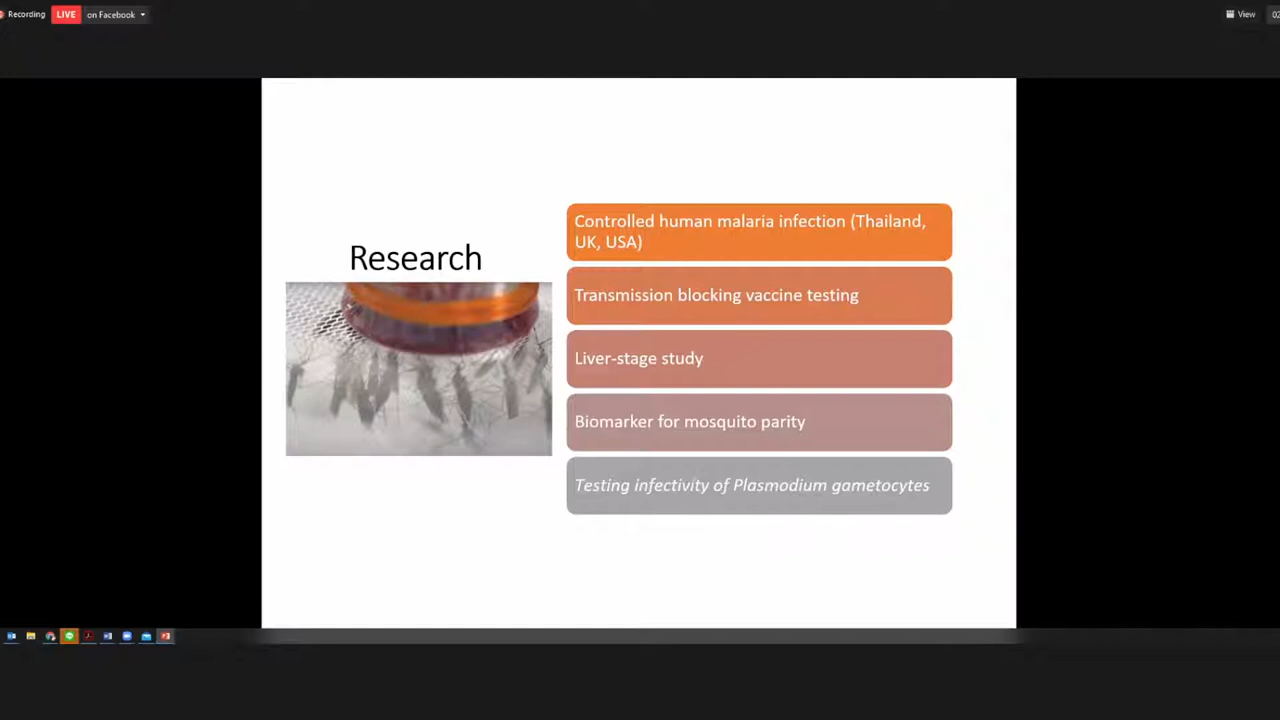 Recording
LIVE
on Facebook
View
02
Research
Controlled human malaria infection (Thailand,
UK, USA)
Transmission blocking vaccine testing
Liver-stage study
Biomarker for mosquito parity
Testing infectivity of Plasmodium gametocytes